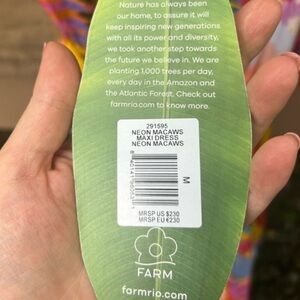 Nature has always been
our home, to assure it will
keep inspiring new generations
with all its power and diversity,
we took another step towards
the future we believe in. We are
planting 1,000 trees per day,
every day in the Amazon and
the Atlantic Forest. Check out
farmrio.com to know more.
291595
NEON MACAWS
MAXI DRESS
NEON MACAWS
M
MRSP US $230
MRSP EU €230
FARM
farmrio.com